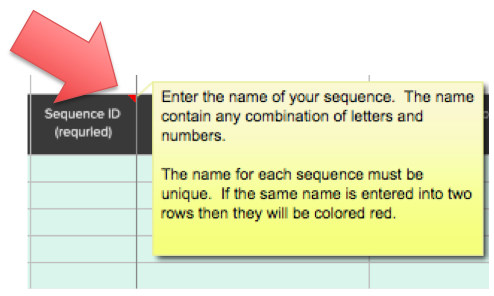 Sequence ID
(requried)
Enter the name of your sequence. The name
contain any combination of letters and
numbers.
The name for each sequence must be
unique. If the same name is entered into two
rows then they will be colored red.